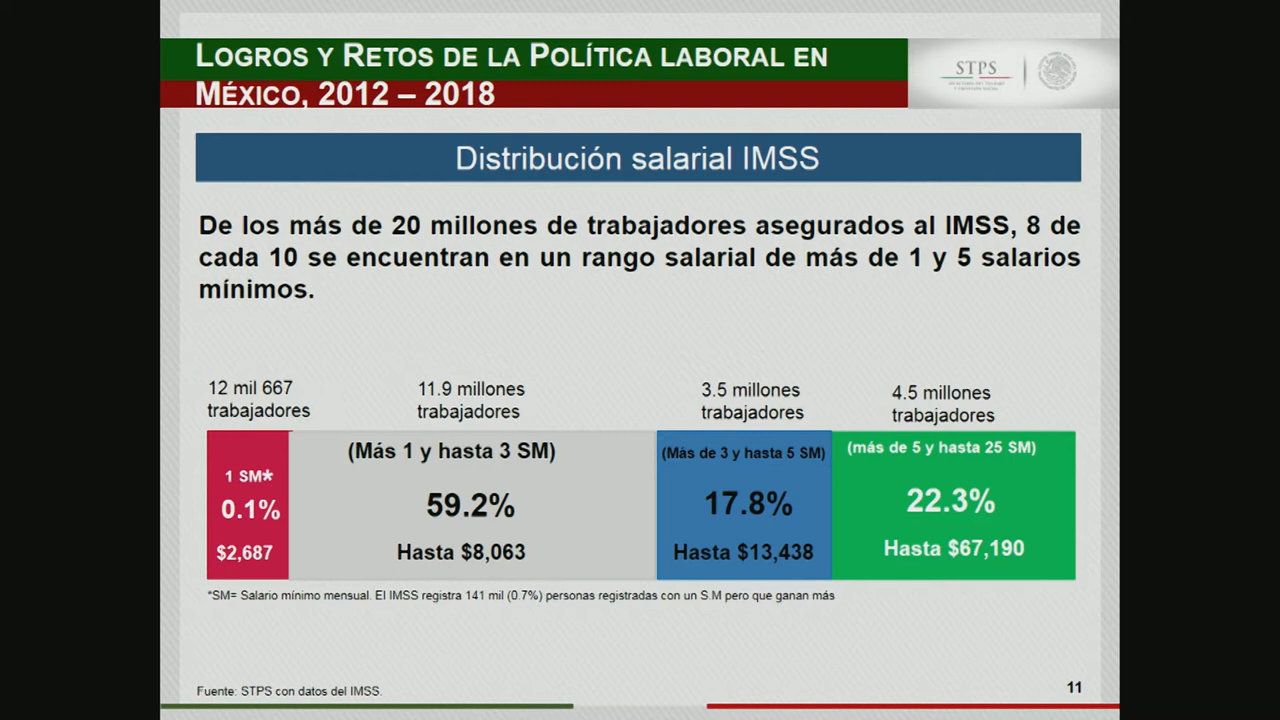 LOGROS Y RETOS DE LA POLÍTICA LABORAL EN
MÉXICO, 2012 – 2018
STPS
Distribución salarial IMSS
De los más de 20 millones de trabajadores asegurados al IMSS, 8 de
cada 10 se encuentran en un rango salarial de más de 1 y 5 salarios
mínimos.
12 mil 667
trabajadores
11.9 millones
trabajadores
3.5 millones
trabajadores
4.5 millones
trabajadores
1 SM*
0.1%
$2,687
(Más 1 y hasta 3 SM)
59.2%
Hasta $8,063
(Más de 3 y hasta 5 SM)
17.8%
Hasta $13,438
(más de 5 y hasta 25 SM)
22.3%
Hasta $67,190
*SM= Salario mínimo mensual. El IMSS registra 141 mil (0.7%) personas registradas con un S.M pero que ganan más
Fuente: STPS con datos del IMSS.
11